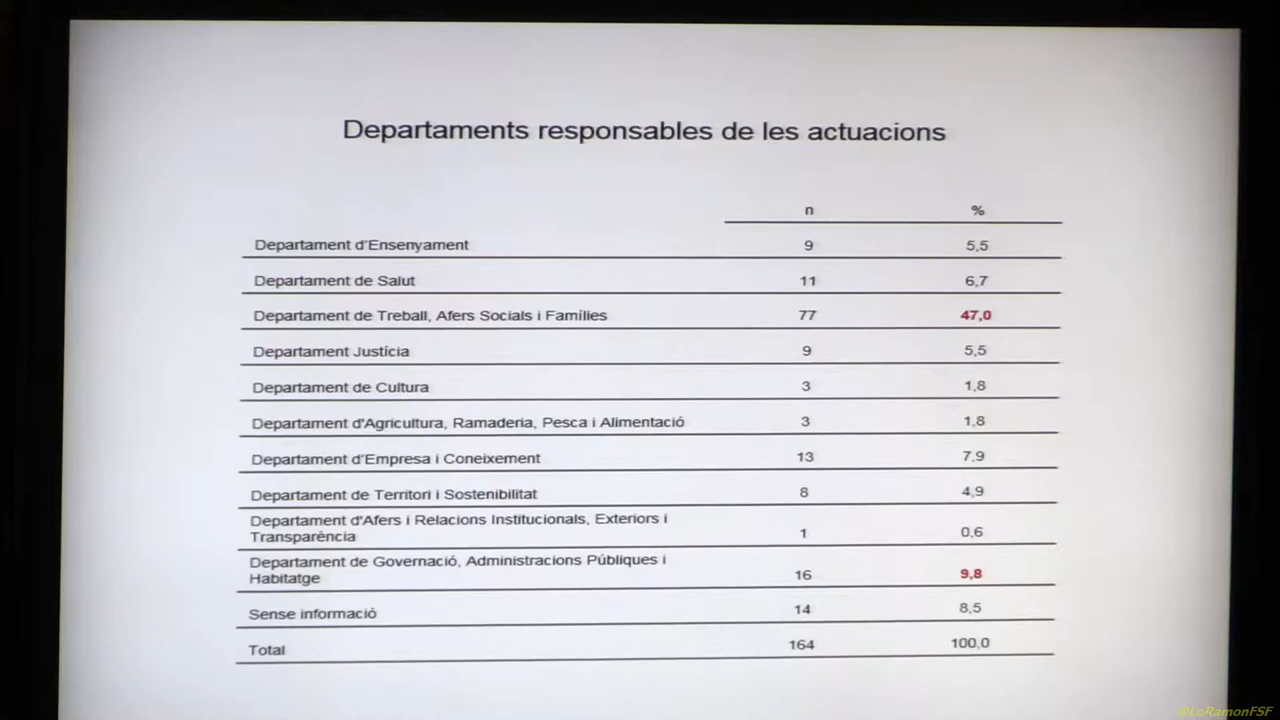 Departaments responsables de les actuacions
n %
Departament d'Ensenyament 9 5,5
Departament de Salut 11 6,7
Departament de Treball, Afers Socials i Famílies 77 47,0
Departament Justícia 9 5,5
Departament de Cultura 3 1,8
Departament d'Agricultura, Ramaderia, Pesca i Alimentació 3 1,8
Departament d'Empresa i Coneixement 13 7,9
Departament de Territori i Sostenibilitat 8 4,9
Departament d'Afers i Relacions Institucionals, Exteriors i
Transparència 1 0,6
Departament de Governació, Administracions Públiques i
Habitatge 16 9,8
Sense informació 14 8,5
Total 164 100,0
@LoRamonFSF